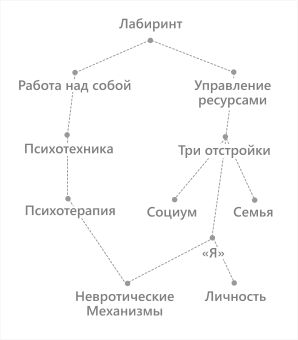 Лабиринт
Работа над собой
Управление
ресурсами
Психотехника
Три отстройки
Психотерапия
Социум
Семья
«Я»
Невротические
Механизмы
Личность